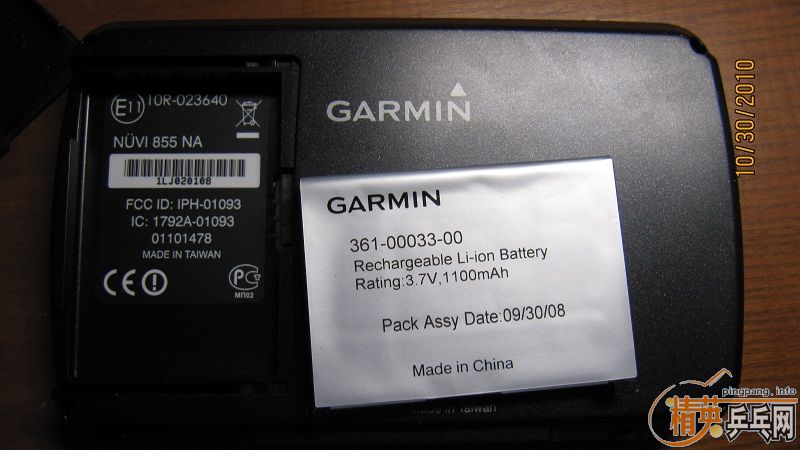 E11 10R-023640
NÜVI 855 NA
1LJ020108
FCC ID: IPH-01093
IC: 1792A-01093
01101478
MADE IN TAIWAN
CE
PC
МП02
GARMIN
GARMIN
361-00033-00
Rechargeable Li-ion Battery
Rating:3.7V,1100mAh
Pack Assy Date:09/30/08
Made in China
Made in Taiwan
10/30/2010
pingpang.info
精英乒乓网